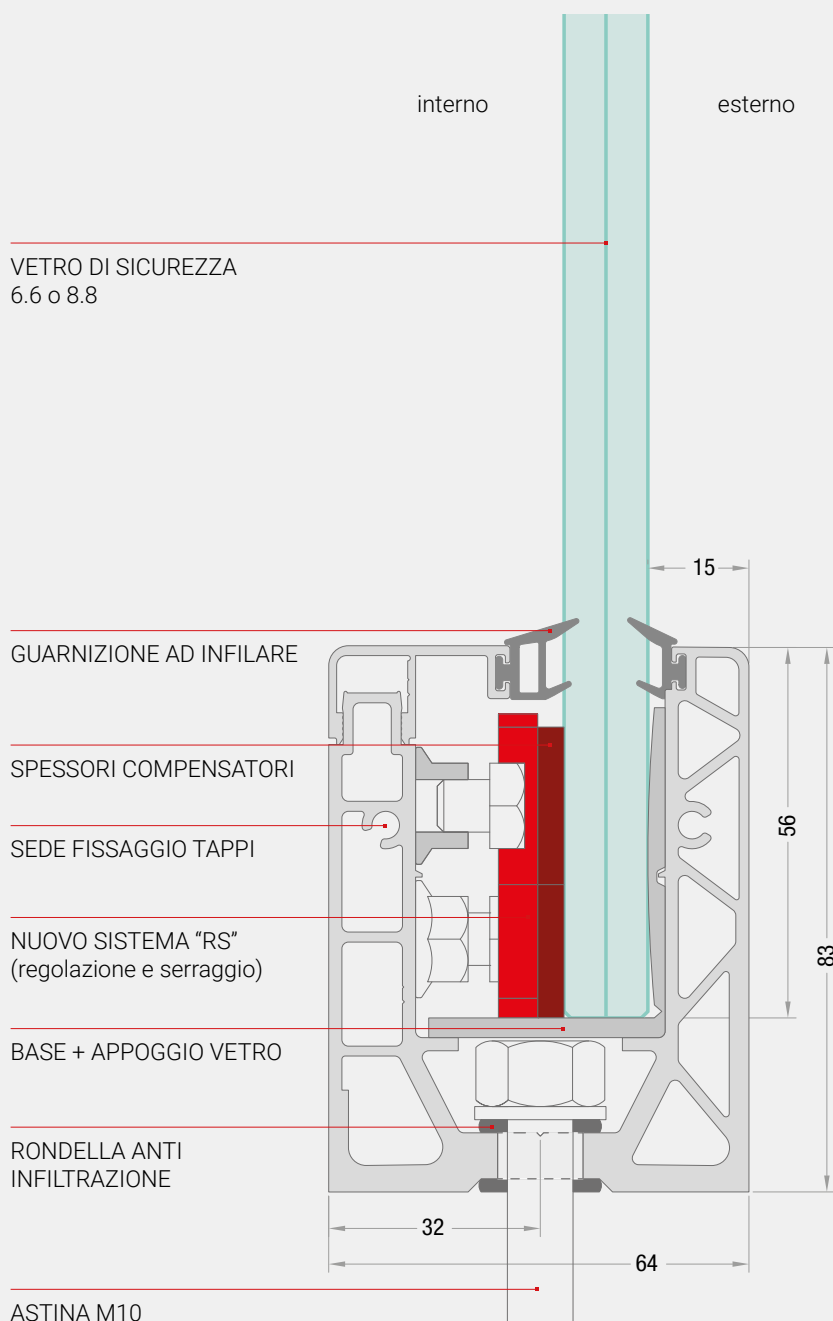 interno
esterno
VETRO DI SICUREZZA
6.6 o 8.8
15
GUARNIZIONE AD INFILARE
SPESSORI COMPENSATORI
56
SEDE FISSAGGIO TAPPI
NUOVO SISTEMA “RS”
(regolazione e serraggio)
83
BASE + APPOGGIO VETRO
RONDELLA ANTI
INFILTRAZIONE
32
64
ASTINA M10